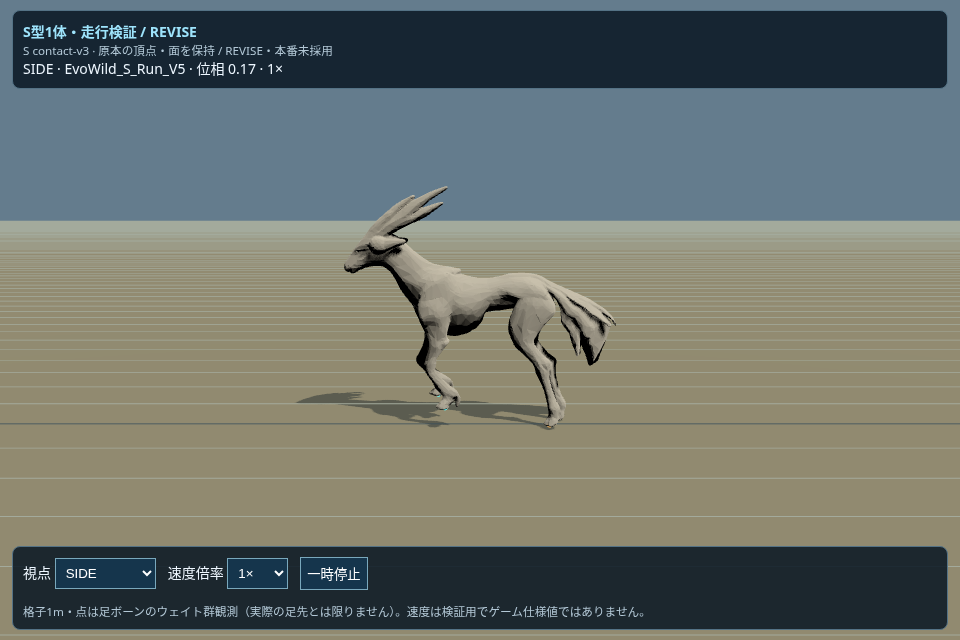 S型1体・走行検証 / REVISE
S contact-v3 · 原本の頂点・面を保持 / REVISE・本番未採用
SIDE · EvoWild_S_Run_V5 · 位相 0.17 · 1×
視点 SIDE 速度倍率 1× 一時停止
格子1m・点は足ボーンのウェイト群観測（実際の足先とは限りません）。速度は検証用でゲーム仕様値ではありません。